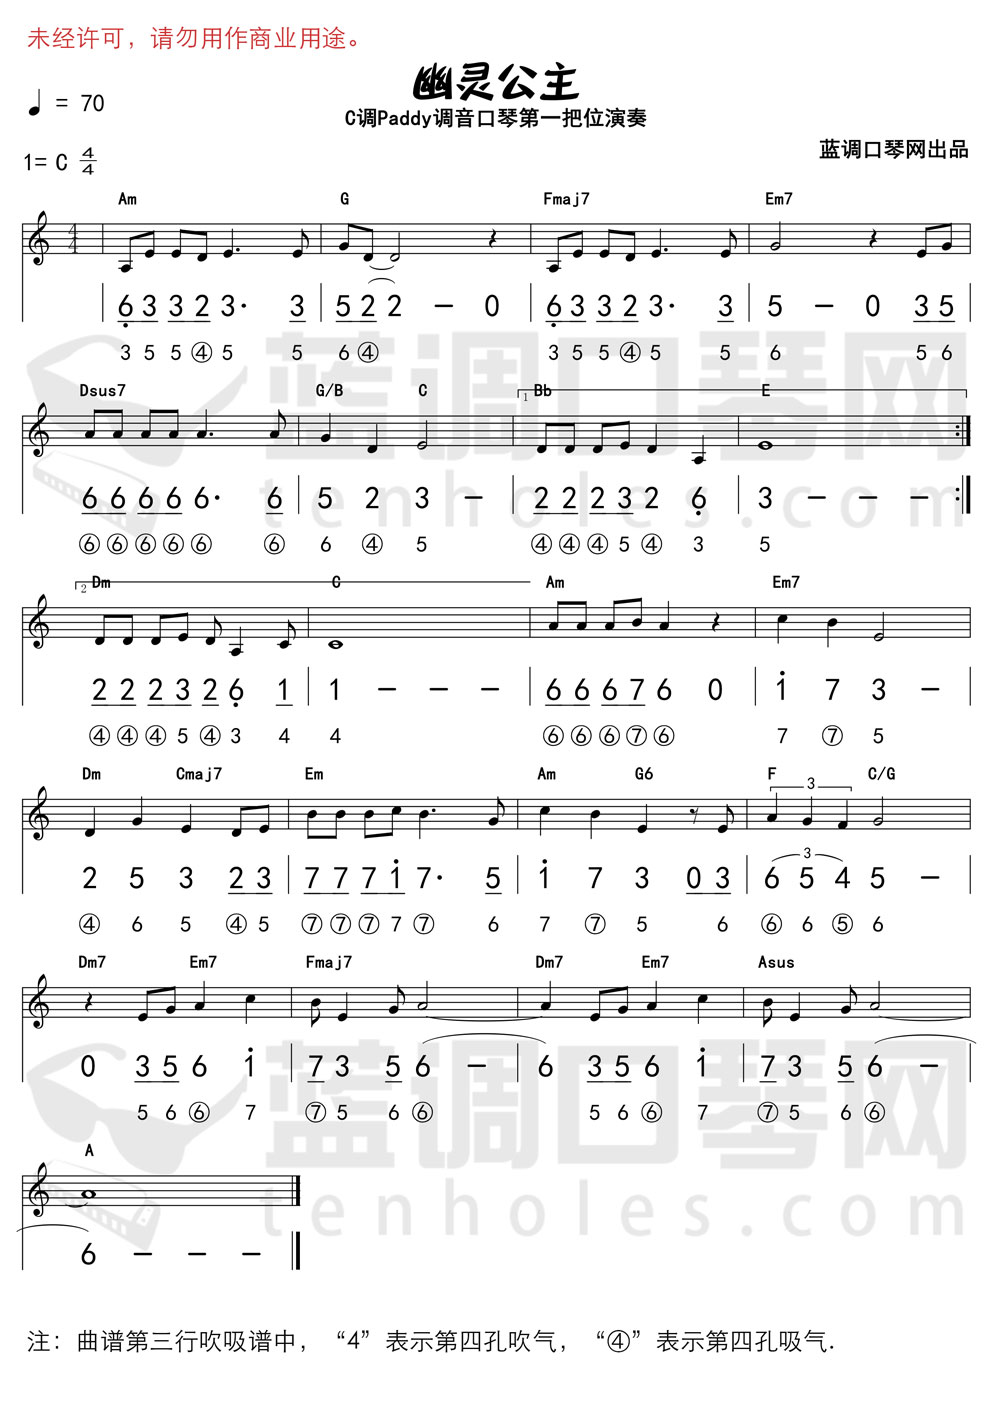 未经许可，请勿用作商业用途。
幽灵公主
♩ = 70
C调Paddy调音口琴第一把位演奏
蓝调口琴网出品
1= C 4/4
Am G Fmaj7 Em7
6 3 3 2 3· 3 5 2 2 － 0 6 3 3 2 3· 3 5 － 0 3 5
3 5 5 ④ 5 5 6 ④ 3 5 5 ④ 5 5 6 5 6
Dsus7 G/B C 1 Bb E
6 6 6 6 6· 6 5 2 3 － 2 2 2 3 2 6 3 － － －
⑥ ⑥ ⑥ ⑥ ⑥ ⑥ 6 ④ 5 ④ ④ ④ 5 ④ 3 5
2 Dm C Am Em7
2 2 2 3 2 6 1 1 － － － 6 6 6 7 6 0 1 7 3 －
④ ④ ④ 5 ④ 3 4 4 ⑥ ⑥ ⑥ ⑦ ⑥ 7 ⑦ 5
Dm Cmaj7 Em Am G6 F C/G
3
3
2 5 3 2 3 7 7 7 1 7· 5 1 7 3 0 3 6 5 4 5 －
④ 6 5 ④ 5 ⑦ ⑦ ⑦ 7 ⑦ 6 7 ⑦ 5 6 ⑥ 6 ⑤ 6
Dm7 Em7 Fmaj7 Dm7 Em7 Asus
0 3 5 6 1 7 3 5 6 － 6 3 5 6 1 7 3 5 6 －
5 6 ⑥ 7 ⑦ 5 6 ⑥ 5 6 ⑥ 7 ⑦ 5 6 ⑥
A
6 － － －
注：曲谱第三行吹吸谱中，“4”表示第四孔吹气，“④”表示第四孔吸气.
蓝调口琴网
tenholes.com
蓝调口琴网
tenholes.com